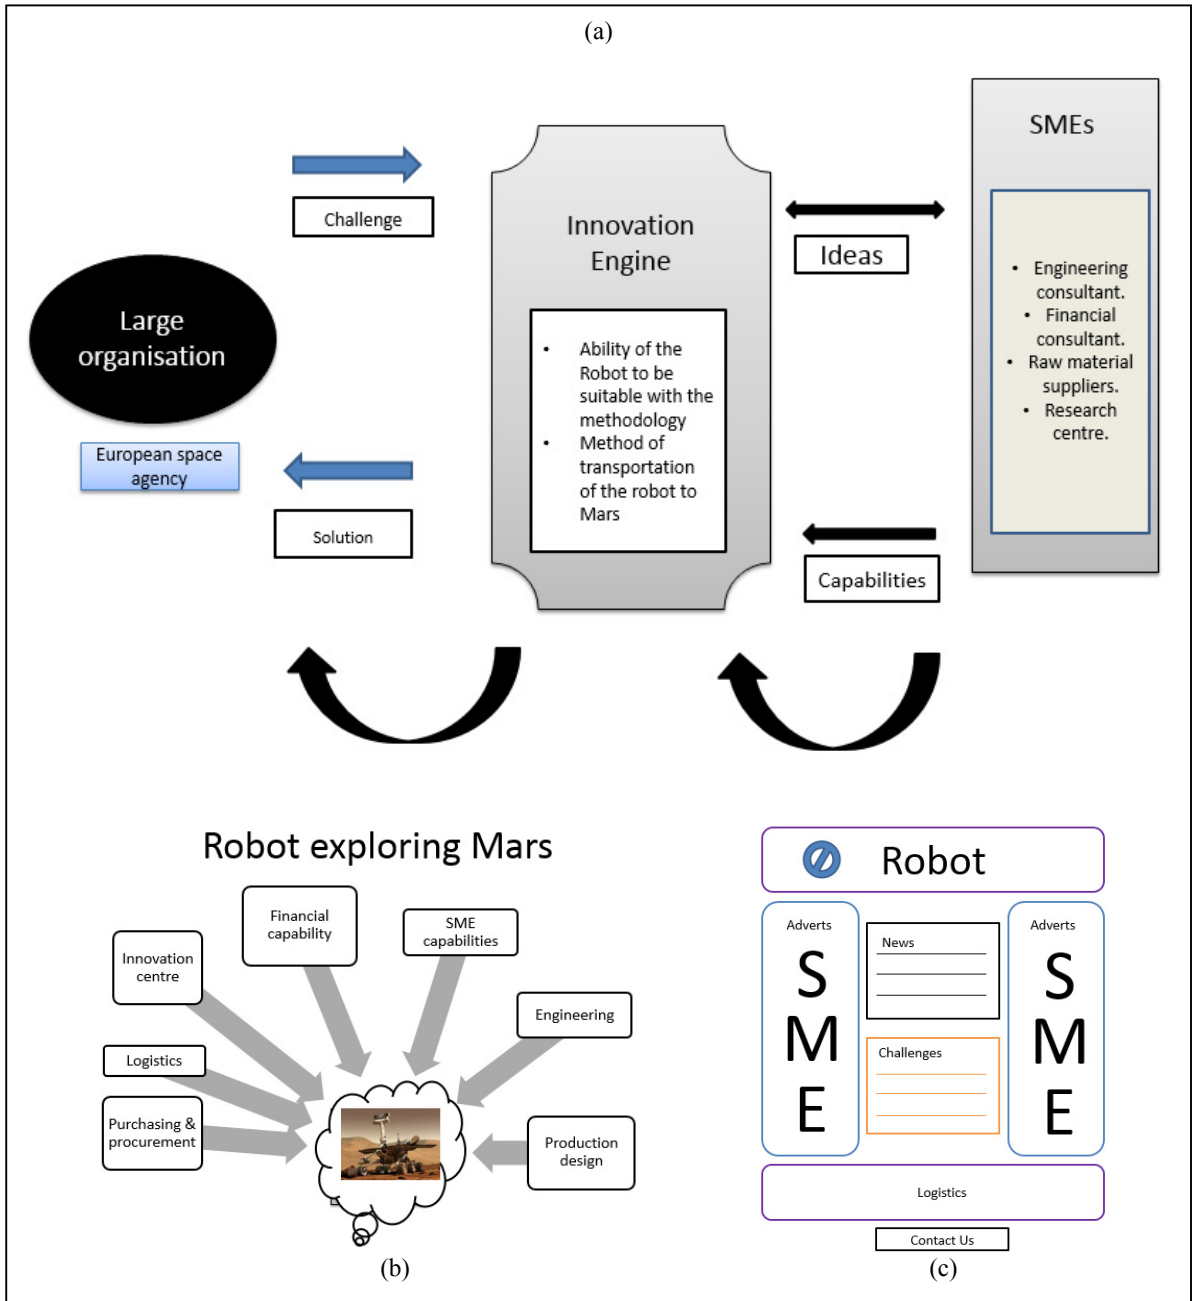 (a)
SMEs
Challenge
Innovation
Engine
Ideas
• Engineering
consultant.
• Financial
consultant.
• Raw material
suppliers.
• Research
centre.
Large
organisation
• Ability of the
Robot to be
suitable with the
methodology
• Method of
transportation
of the robot to
Mars
European space
agency
Solution
Capabilities
Robot exploring Mars
Financial
capability
SME
capabilities
Innovation
centre
Engineering
Logistics
Purchasing &
procurement
Production
design
(b)
Robot
Adverts
S
M
E
News
Challenges
Adverts
S
M
E
Logistics
Contact Us
(c)